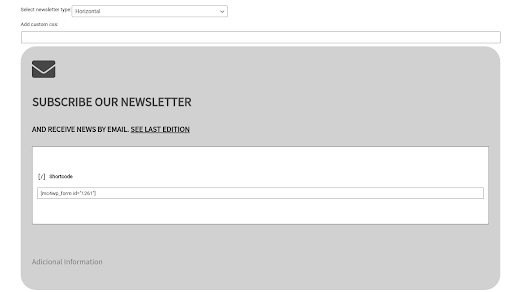 Select newsletter type:
Horizontal
Add custom css:
SUBSCRIBE OUR NEWSLETTER
AND RECEIVE NEWS BY EMAIL. SEE LAST EDITION
[/] Shortcode
[mc4wp_form id="1261"]
Adicional Information